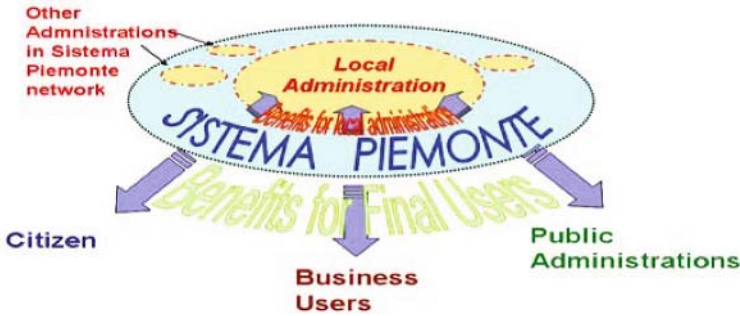 Other
Admnistrations
in Sistema
Piemonte
network
Local
Administration
Benefits for local administration
SISTEMA PIEMONTE
Benefits for Final Users
Citizen
Business
Users
Public
Administrations